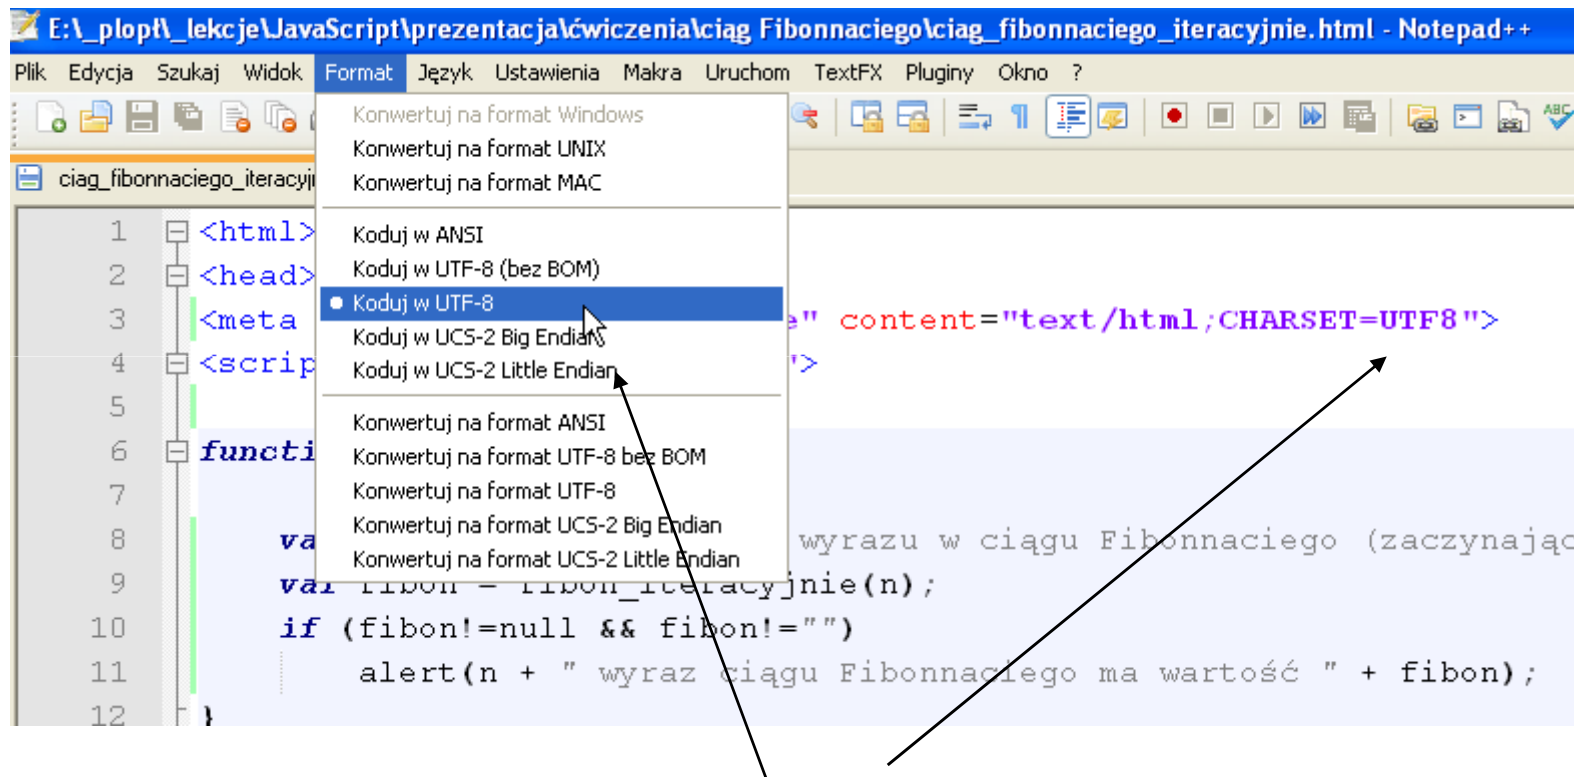 E:\_plopł\_lekcje\JavaScript\prezentacja\ćwiczenia\ciąg Fibonnaciego\ciag_fibonnaciego_iteracyjnie.html - Notepad++
Plik Edycja Szukaj Widok Format Język Ustawienia Makra Uruchom TextFX Pluginy Okno ?
ABC
Konwertuj na format Windows
Konwertuj na format UNIX
Konwertuj na format MAC
Koduj w ANSI
Koduj w UTF-8 (bez BOM)
Koduj w UTF-8
Koduj w UCS-2 Big Endian
Koduj w UCS-2 Little Endian
Konwertuj na format ANSI
Konwertuj na format UTF-8 bez BOM
Konwertuj na format UTF-8
Konwertuj na format UCS-2 Big Endian
Konwertuj na format UCS-2 Little Endian
ciag_fibonnaciego_iteracyj
1 <html>
2 <head>
3 <meta e" content="text/html;CHARSET=UTF8">
4 <scrip ">
5
6 functi
7
8 va wyrazu w ciągu Fibonnaciego (zaczynając
9 var fibon = fibon_iteracyjnie(n);
10 if (fibon!=null && fibon!="")
11 alert(n + " wyraz ciągu Fibonnaciego ma wartość " + fibon);
12 }